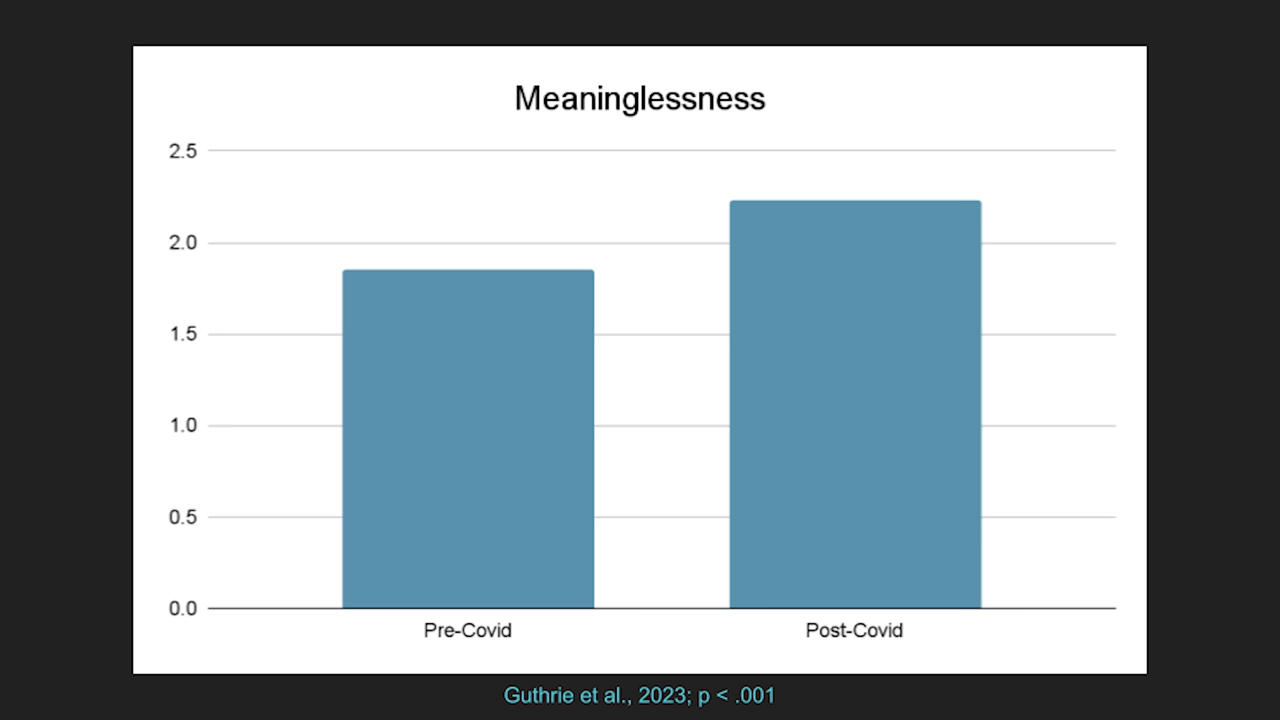 Meaninglessness
2.5
2.0
1.5
1.0
0.5
0.0
Pre-Covid Post-Covid
Guthrie et al., 2023; p < .001